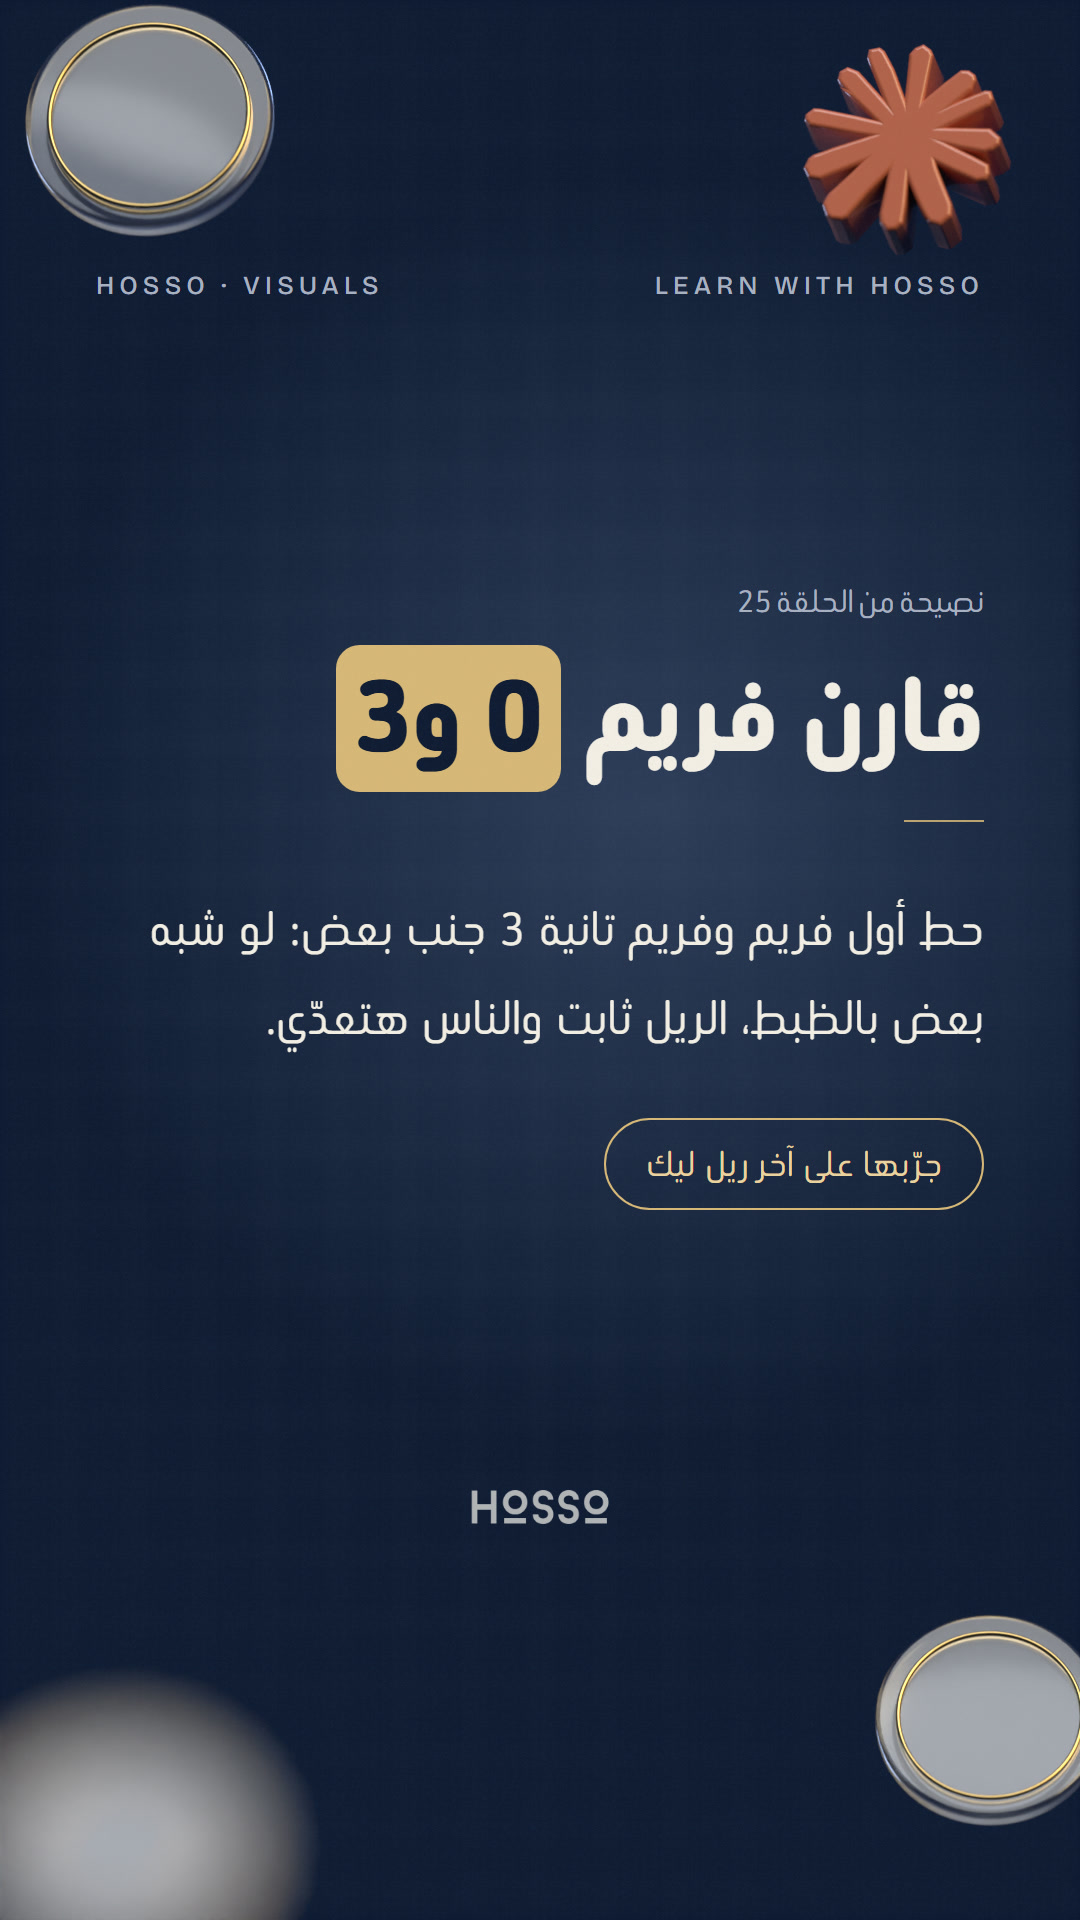 HOSSO · VISUALS
LEARN WITH HOSSO
نصيحة من الحلقة 25
قارن فريم 0 و3
حط أول فريم وفريم تانية 3 جنب بعض: لو شبه
بعض بالظبط، الريل ثابت والناس هتعدّي.
جرّبها على آخر ريل ليك
HOSSO